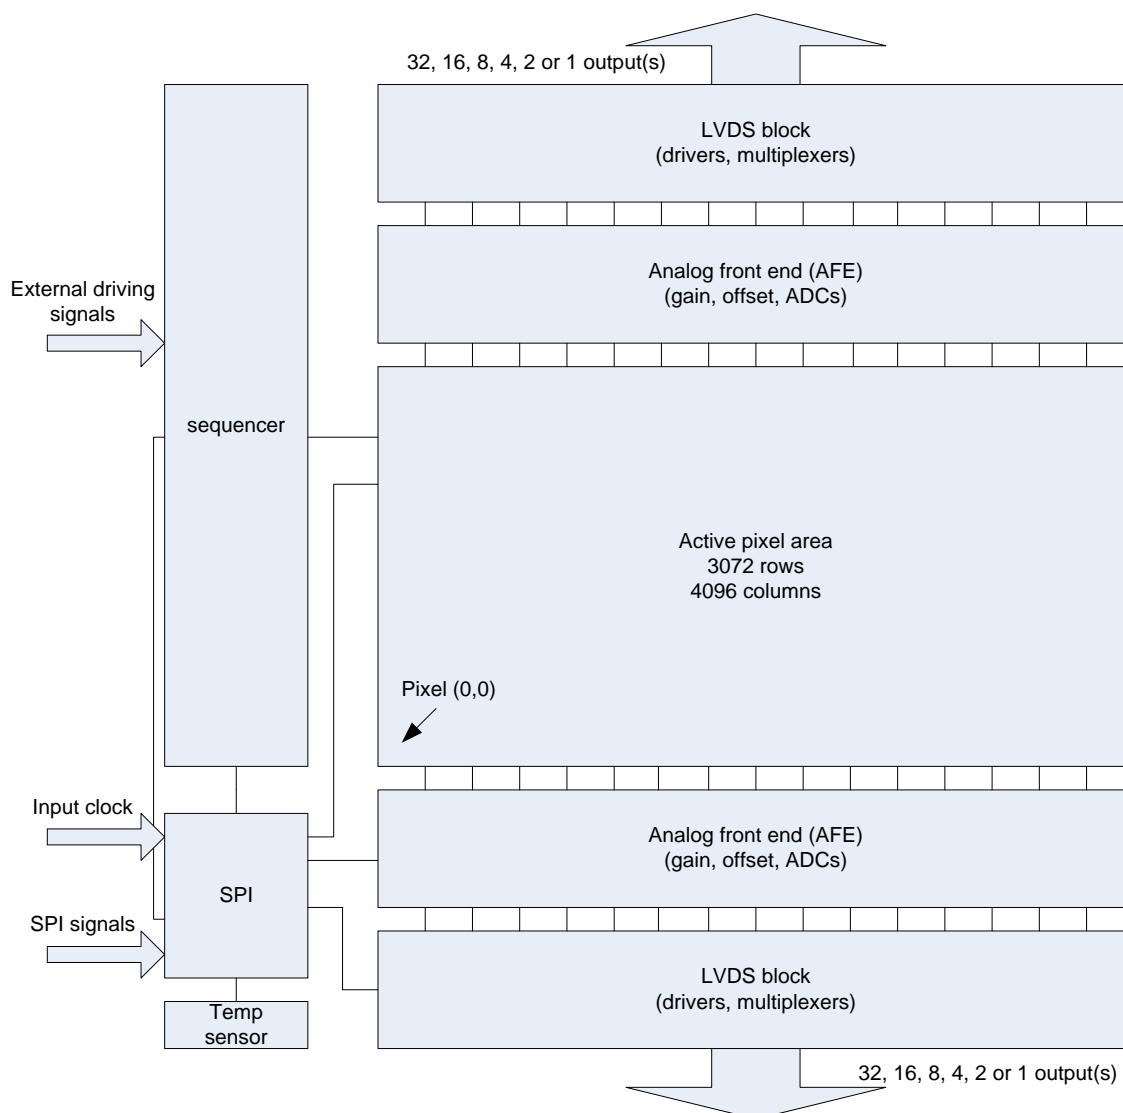 32, 16, 8, 4, 2 or 1 output(s)
LVDS block
(drivers, multiplexers)
Analog front end (AFE)
(gain, offset, ADCs)
External driving
signals
sequencer
Active pixel area
3072 rows
4096 columns
Pixel (0,0)
Input clock
Analog front end (AFE)
(gain, offset, ADCs)
SPI
SPI signals
LVDS block
(drivers, multiplexers)
Temp
sensor
32, 16, 8, 4, 2 or 1 output(s)